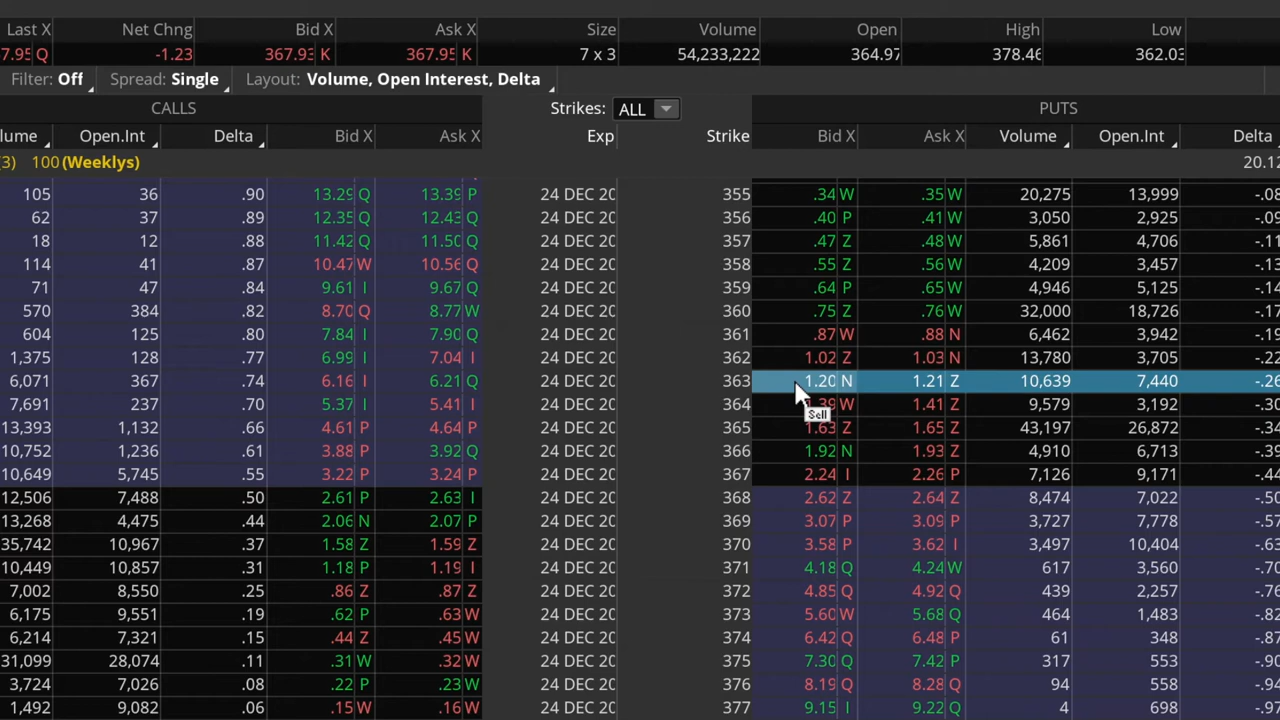 Last X Net Chng Bid X Ask X Size Volume Open High Low
7.95 Q -1.23 367.93 K 367.95 K 7 x 3 54,233,222 364.97 378.46 362.03
Filter: Off Spread: Single Layout: Volume, Open Interest, Delta
CALLS Strikes: ALL PUTS
lume Open.Int Delta Bid X Ask X Exp Strike Bid X Ask X Volume Open.Int Delta
(3) 100 (Weeklys) 20.12
105 36 .90 13.29 Q 13.39 P 24 DEC 20 355 .34 W .35 W 20,275 13,999 -.08
62 37 .89 12.35 Q 12.43 Q 24 DEC 20 356 .40 P .41 W 3,050 2,925 -.09
18 12 .88 11.42 Q 11.50 Q 24 DEC 20 357 .47 Z .48 W 5,861 4,706 -.11
114 41 .87 10.47 W 10.56 Q 24 DEC 20 358 .55 Z .56 W 4,209 3,457 -.13
71 47 .84 9.61 I 9.67 Q 24 DEC 20 359 .64 P .65 W 4,946 5,125 -.14
570 384 .82 8.70 Q 8.77 W 24 DEC 20 360 .75 Z .76 W 32,000 18,726 -.17
604 125 .80 7.84 I 7.90 Q 24 DEC 20 361 .87 W .88 N 6,462 3,942 -.19
1,375 128 .77 6.99 I 7.04 I 24 DEC 20 362 1.02 Z 1.03 N 13,780 3,705 -.22
6,071 367 .74 6.16 I 6.21 Q 24 DEC 20 363 1.20 N 1.21 Z 10,639 7,440 -.26
7,691 237 .70 5.37 I 5.41 I 24 DEC 20 364 1.39 W 1.41 Z 9,579 3,192 -.30
Sell
13,393 1,132 .66 4.61 P 4.64 P 24 DEC 20 365 1.63 Z 1.65 Z 43,197 26,872 -.34
10,752 1,236 .61 3.88 P 3.92 Q 24 DEC 20 366 1.92 N 1.93 Z 4,910 6,713 -.39
10,649 5,745 .55 3.22 P 3.24 P 24 DEC 20 367 2.24 I 2.26 P 7,126 9,171 -.44
12,506 7,488 .50 2.61 P 2.63 I 24 DEC 20 368 2.62 Z 2.64 Z 8,474 7,022 -.50
13,268 4,475 .44 2.06 N 2.07 P 24 DEC 20 369 3.07 P 3.09 P 3,727 7,778 -.57
35,742 10,967 .37 1.58 Z 1.59 Z 24 DEC 20 370 3.58 P 3.62 I 3,497 10,404 -.63
10,449 10,857 .31 1.18 P 1.19 I 24 DEC 20 371 4.18 Q 4.24 W 617 3,560 -.70
7,002 8,550 .25 .86 Z .87 Z 24 DEC 20 372 4.85 Q 4.92 Q 439 2,257 -.76
6,175 9,551 .19 .62 P .63 W 24 DEC 20 373 5.60 W 5.68 Q 464 1,483 -.82
6,214 7,321 .15 .44 Z .45 W 24 DEC 20 374 6.42 Q 6.48 P 61 348 -.87
31,099 28,074 .11 .31 W .32 W 24 DEC 20 375 7.30 Q 7.42 P 317 553 -.90
3,724 7,026 .08 .22 P .23 W 24 DEC 20 376 8.19 Q 8.28 Q 94 558 -.94
1,492 9,082 .06 .15 W .16 W 24 DEC 20 377 9.15 I 9.22 Q 4 698 -.97